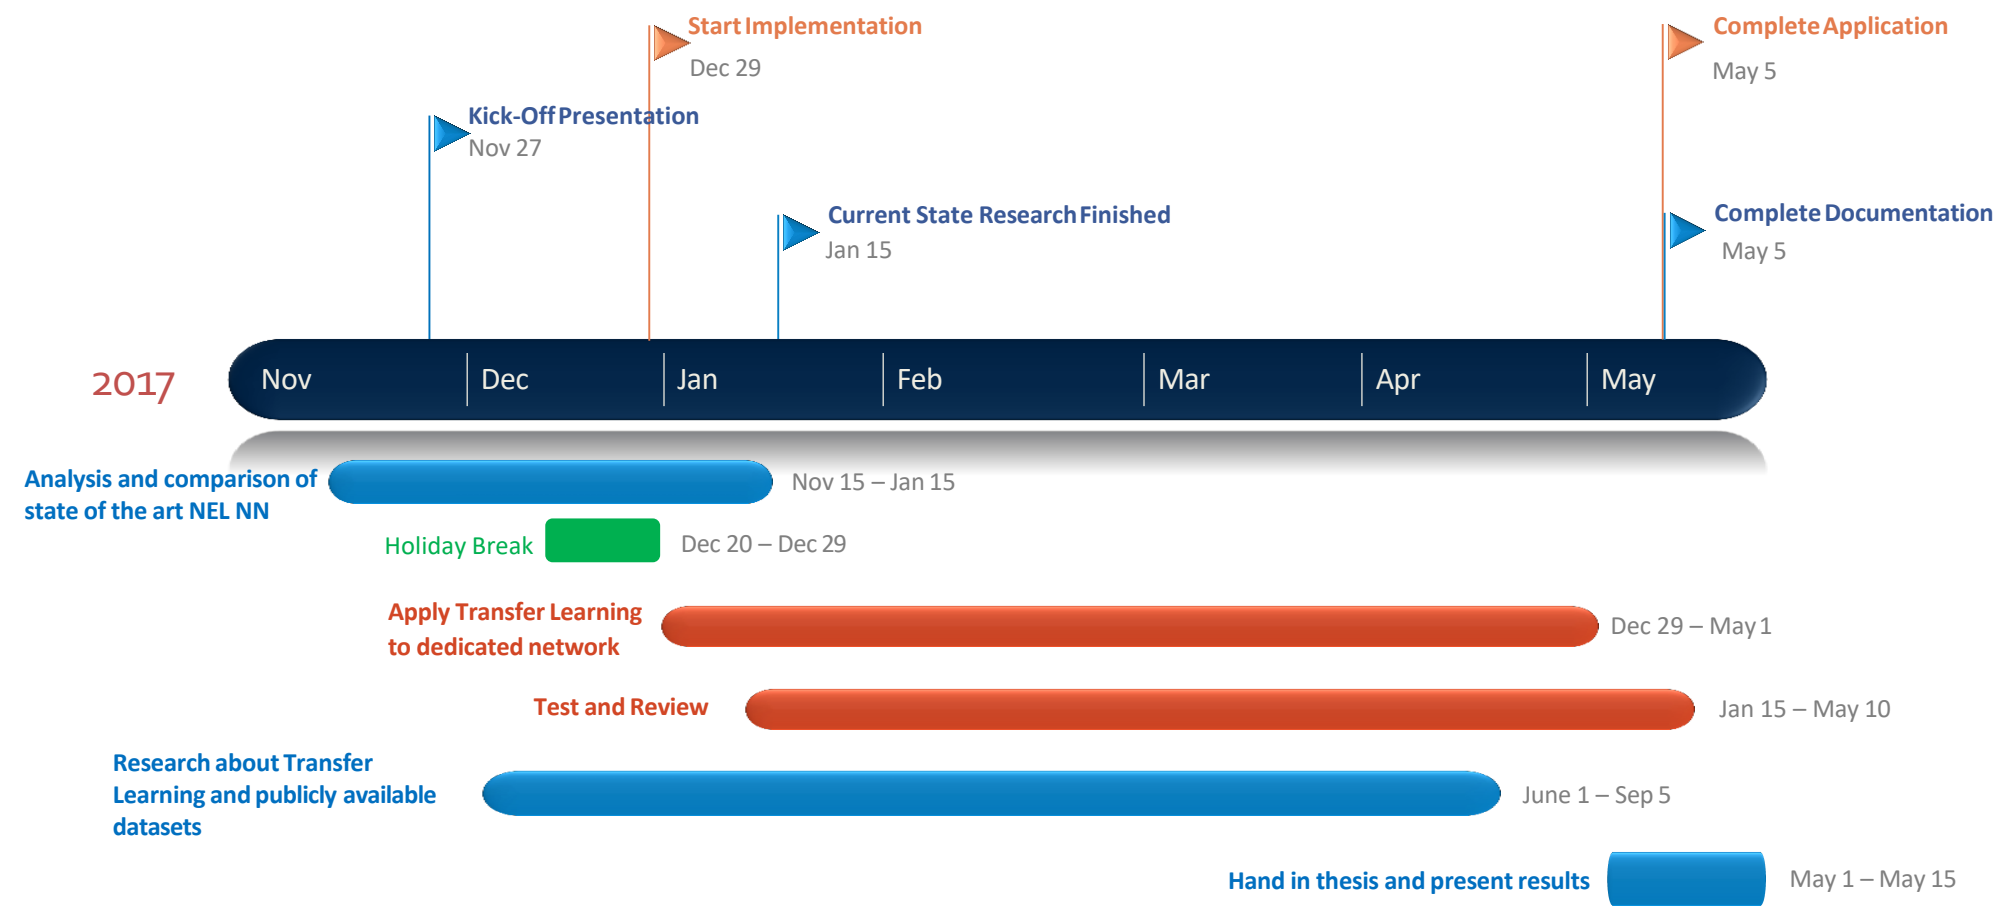 Start Implementation
Dec 29
Complete Application
May 5
Kick-Off Presentation
Nov 27
Current State Research Finished
Jan 15
Complete Documentation
May 5
2017
Nov Dec Jan Feb Mar Apr May
Analysis and comparison of
state of the art NEL NN
Nov 15 – Jan 15
Holiday Break
Dec 20 – Dec 29
Apply Transfer Learning
to dedicated network
Dec 29 – May 1
Test and Review
Jan 15 – May 10
Research about Transfer
Learning and publicly available
datasets
June 1 – Sep 5
Hand in thesis and present results
May 1 – May 15